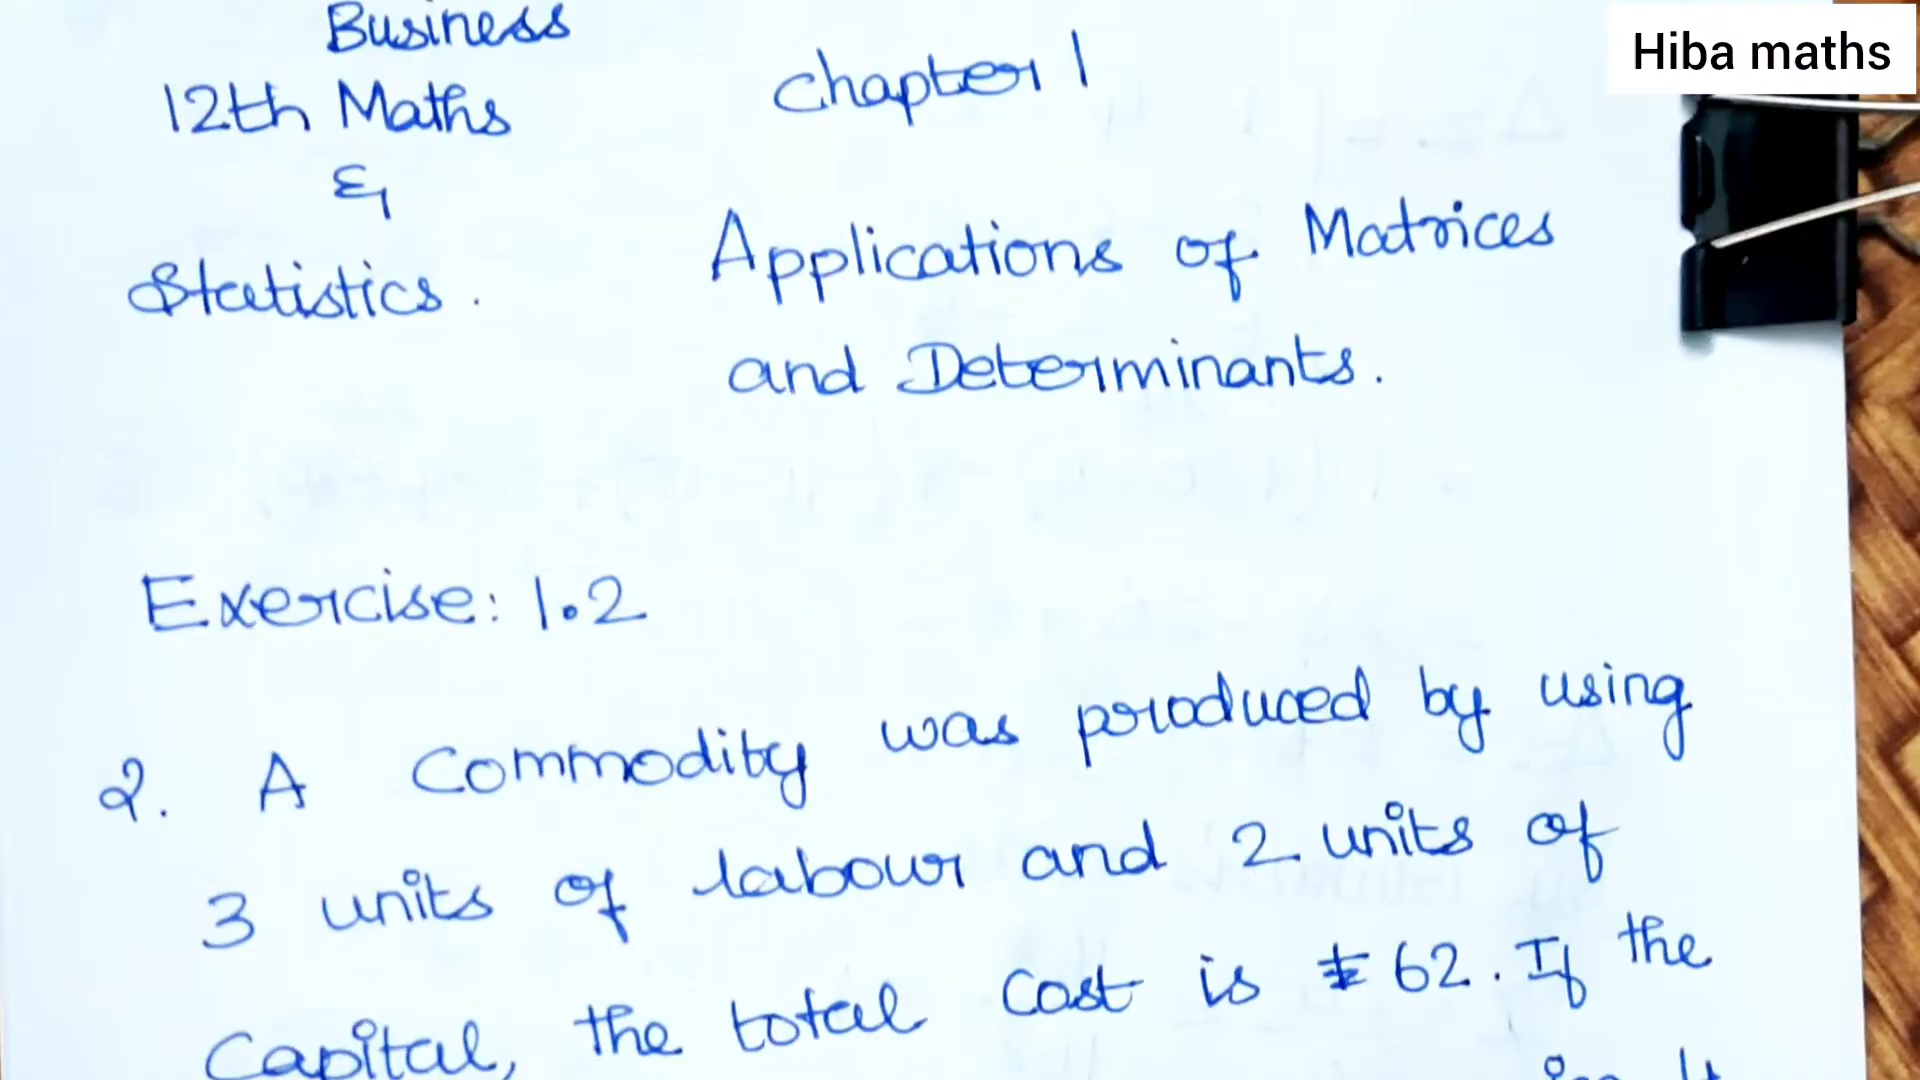 Business
12th Maths
&
Statistics.
Chapter 1
Applications of Matrices
and Determinants.
Hiba maths
Exercise: 1.2
2. A Commodity was produced by using
3 units of labour and 2 units of
Capital, the total Cost is ₹ 62. If the